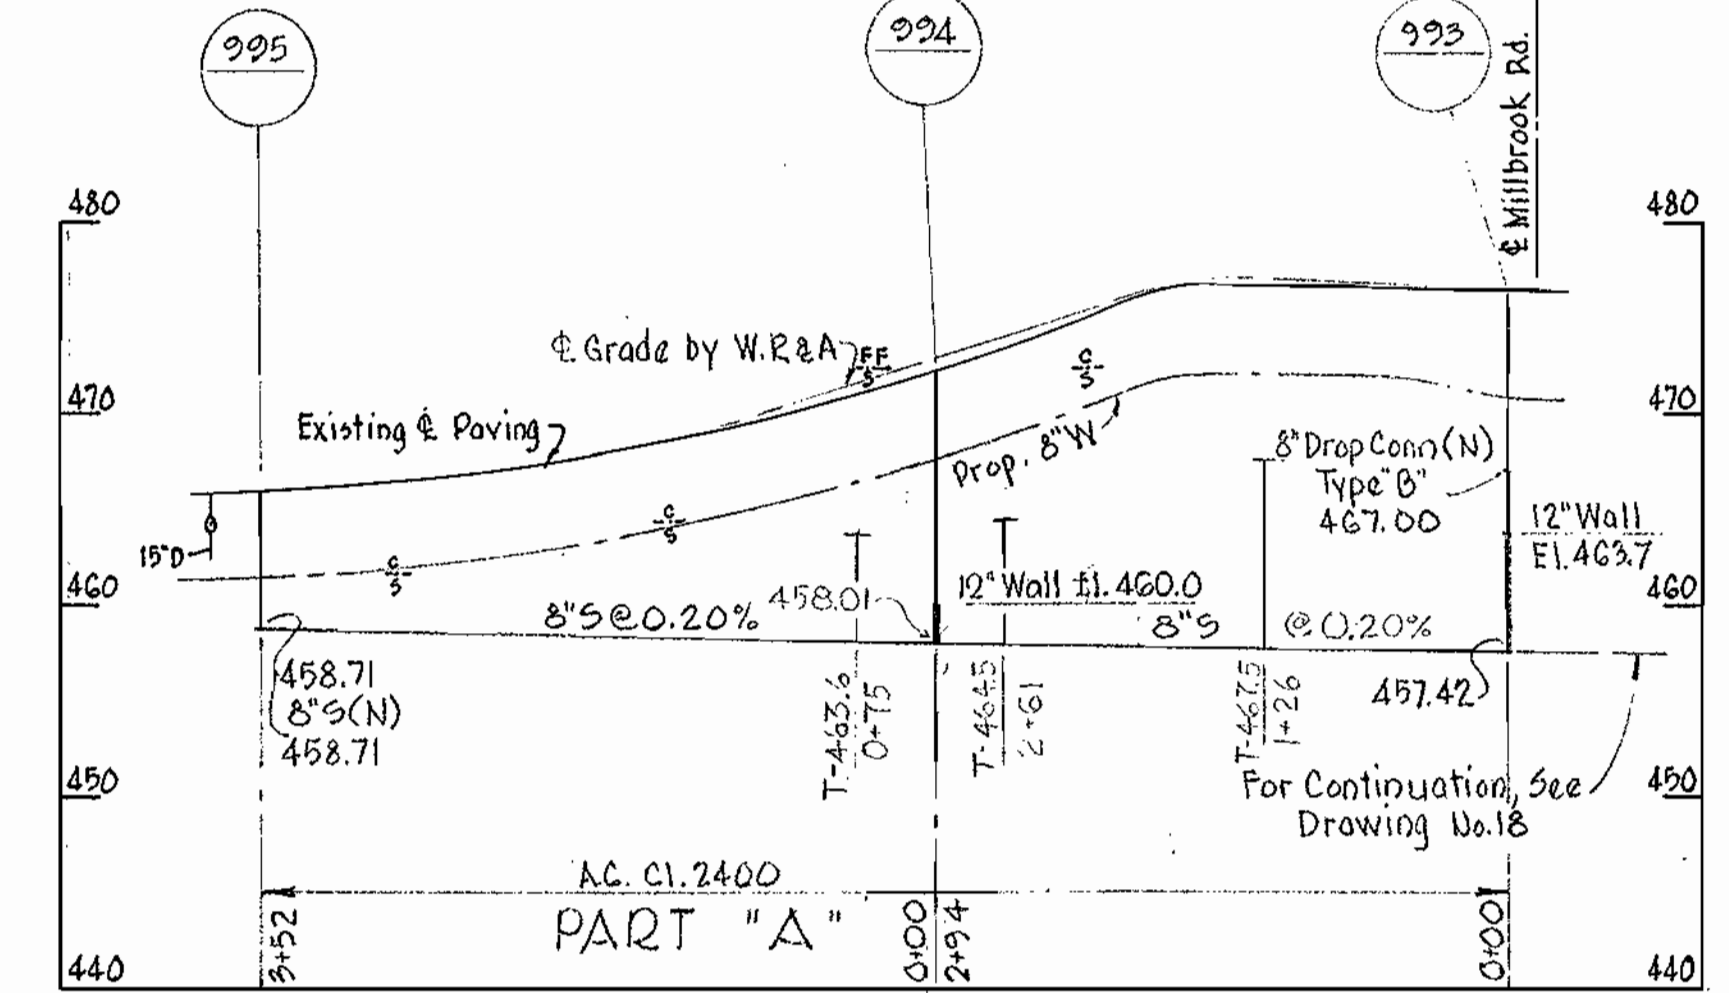 995
994
993
℄ Millbrook Rd.
480
480
℄ Grade by W.R&A
FF
S
C
S
470
470
Existing ℄ Paving
Prop. 8"W
8"Drop Conn(N)
Type"B"
467.00
C
S
12"Wall
El.463.7
15"D
C
S
460
460
8"S@0.20%
458.01
12"Wall El.460.0
8"S
@0.20%
458.71
8"S(N)
458.71
T-463.6
0+75
T-464.5
2+61
T-467.5
1+26
457.42
450
450
For Continuation, See
Drawing No.18
A.C. Cl.2400
PART "A"
3+52
0+00
2+94
0+00
440
440